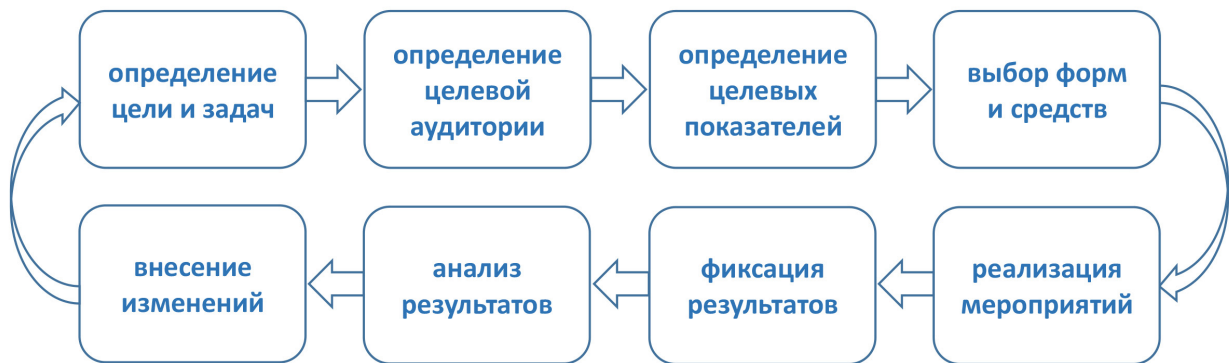 определение
цели и задач
определение
целевой
аудитории
определение
целевых
показателей
выбор форм
и средств
реализация
мероприятий
фиксация
результатов
анализ
результатов
внесение
изменений